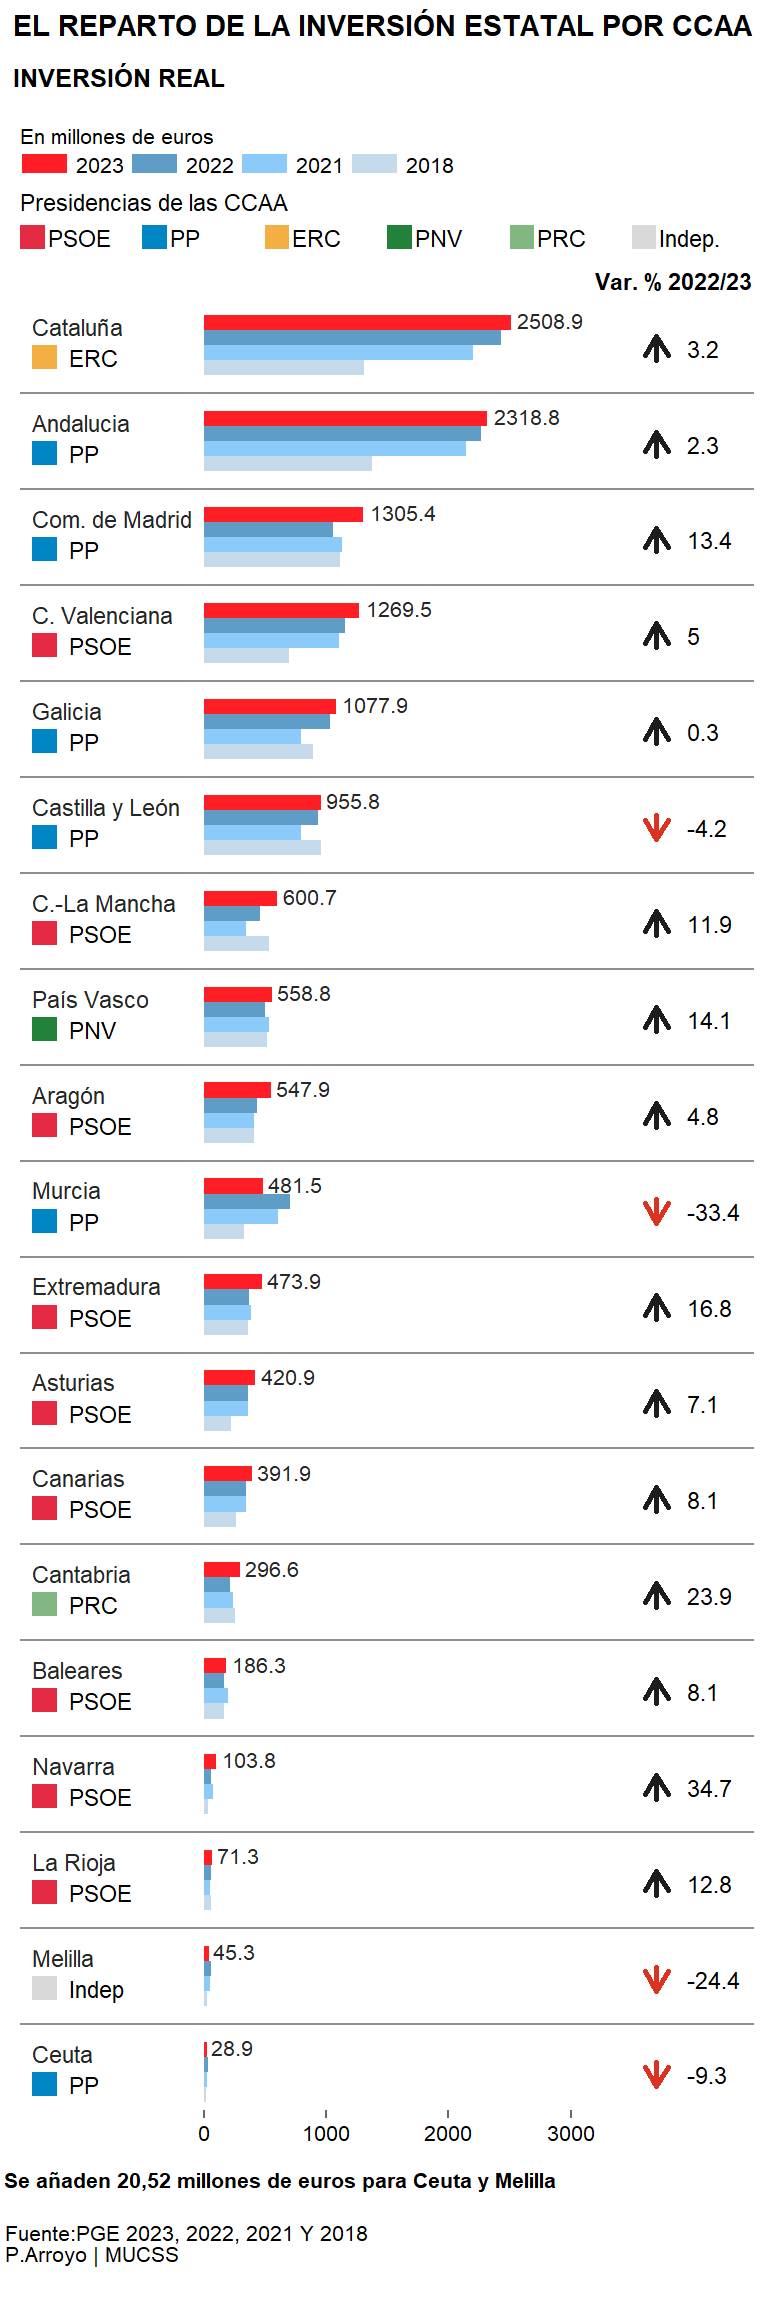 EL REPARTO DE LA INVERSIÓN ESTATAL POR CCAA
INVERSIÓN REAL
En millones de euros
2023 2022 2021 2018
Presidencias de las CCAA
PSOE PP ERC PNV PRC Indep.
Var. % 2022/23
Cataluña 2508.9
ERC 3.2
Andalucia 2318.8
PP 2.3
Com. de Madrid 1305.4
PP 13.4
C. Valenciana 1269.5
PSOE 5
Galicia 1077.9
PP 0.3
Castilla y León 955.8
PP -4.2
C.-La Mancha 600.7
PSOE 11.9
País Vasco 558.8
PNV 14.1
Aragón 547.9
PSOE 4.8
Murcia 481.5
PP -33.4
Extremadura 473.9
PSOE 16.8
Asturias 420.9
PSOE 7.1
Canarias 391.9
PSOE 8.1
Cantabria 296.6
PRC 23.9
Baleares 186.3
PSOE 8.1
Navarra 103.8
PSOE 34.7
La Rioja 71.3
PSOE 12.8
Melilla 45.3
Indep -24.4
Ceuta 28.9
PP -9.3
0 1000 2000 3000
Se añaden 20,52 millones de euros para Ceuta y Melilla
Fuente:PGE 2023, 2022, 2021 Y 2018
P.Arroyo | MUCSS